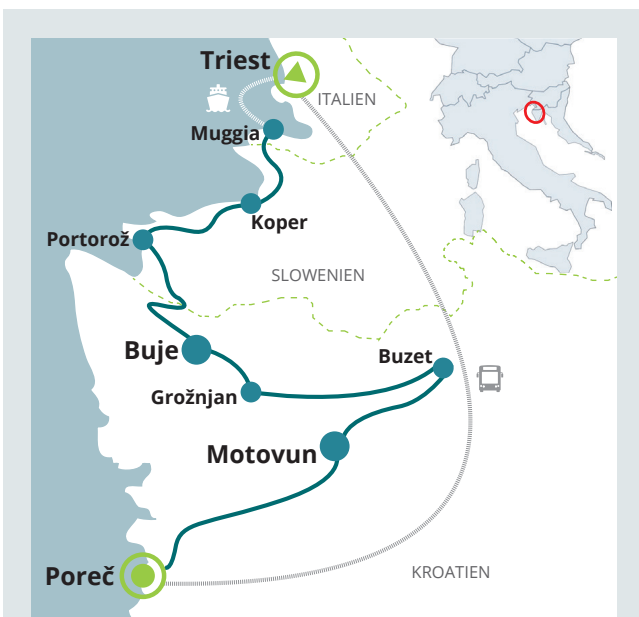 Triest
ITALIEN
Muggia
Koper
Portorož
SLOWENIEN
Buje
Buzet
Grožnjan
Motovun
Poreč
KROATIEN